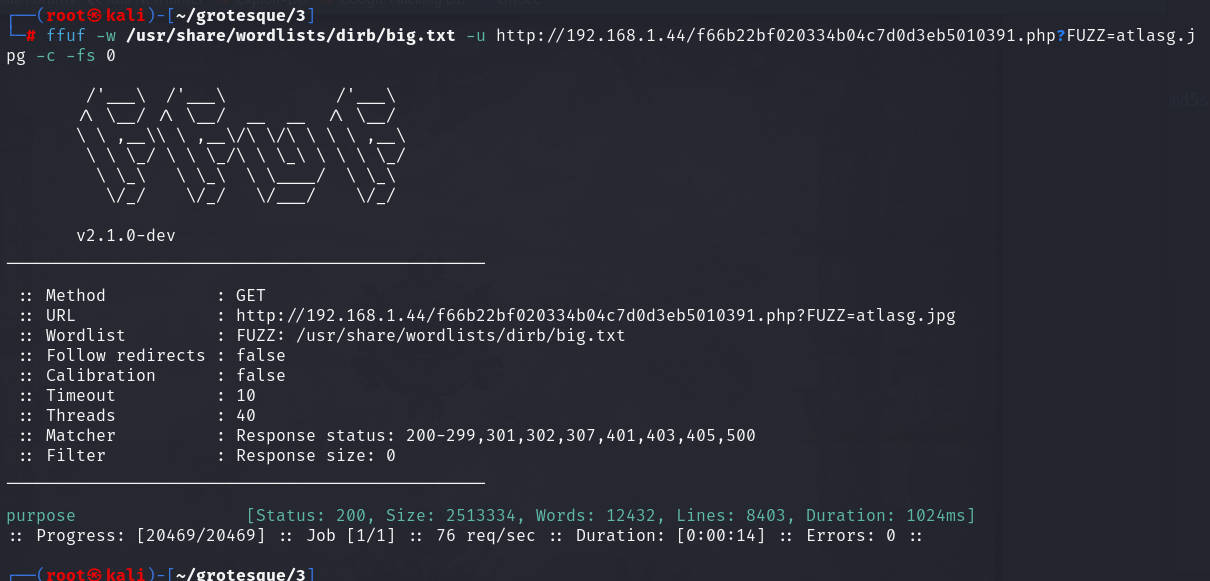 ┌──(root㉿kali)-[~/grotesque/3]
└─# ffuf -w /usr/share/wordlists/dirb/big.txt -u http://192.168.1.44/f66b22bf020334b04c7d0d3eb5010391.php?FUZZ=atlasg.j
pg -c -fs 0
        /'___\  /'___\           /'___\
       /\ \__/ /\ \__/  __  __  /\ \__/
       \ \ ,__\\ \ ,__\/\ \/\ \ \ \ ,__\
        \ \ \_/ \ \ \_/\ \ \_\ \ \ \ \_/
         \ \_\   \ \_\  \ \____/  \ \_\
          \/_/    \/_/   \/___/    \/_/
       v2.1.0-dev
________________________________________________
 :: Method           : GET
 :: URL              : http://192.168.1.44/f66b22bf020334b04c7d0d3eb5010391.php?FUZZ=atlasg.jpg
 :: Wordlist         : FUZZ: /usr/share/wordlists/dirb/big.txt
 :: Follow redirects : false
 :: Calibration      : false
 :: Timeout          : 10
 :: Threads          : 40
 :: Matcher          : Response status: 200-299,301,302,307,401,403,405,500
 :: Filter           : Response size: 0
________________________________________________
purpose                 [Status: 200, Size: 2513334, Words: 12432, Lines: 8403, Duration: 1024ms]
:: Progress: [20469/20469] :: Job [1/1] :: 76 req/sec :: Duration: [0:00:14] :: Errors: 0 ::
┌──(root㉿kali)-[~/grotesque/3]